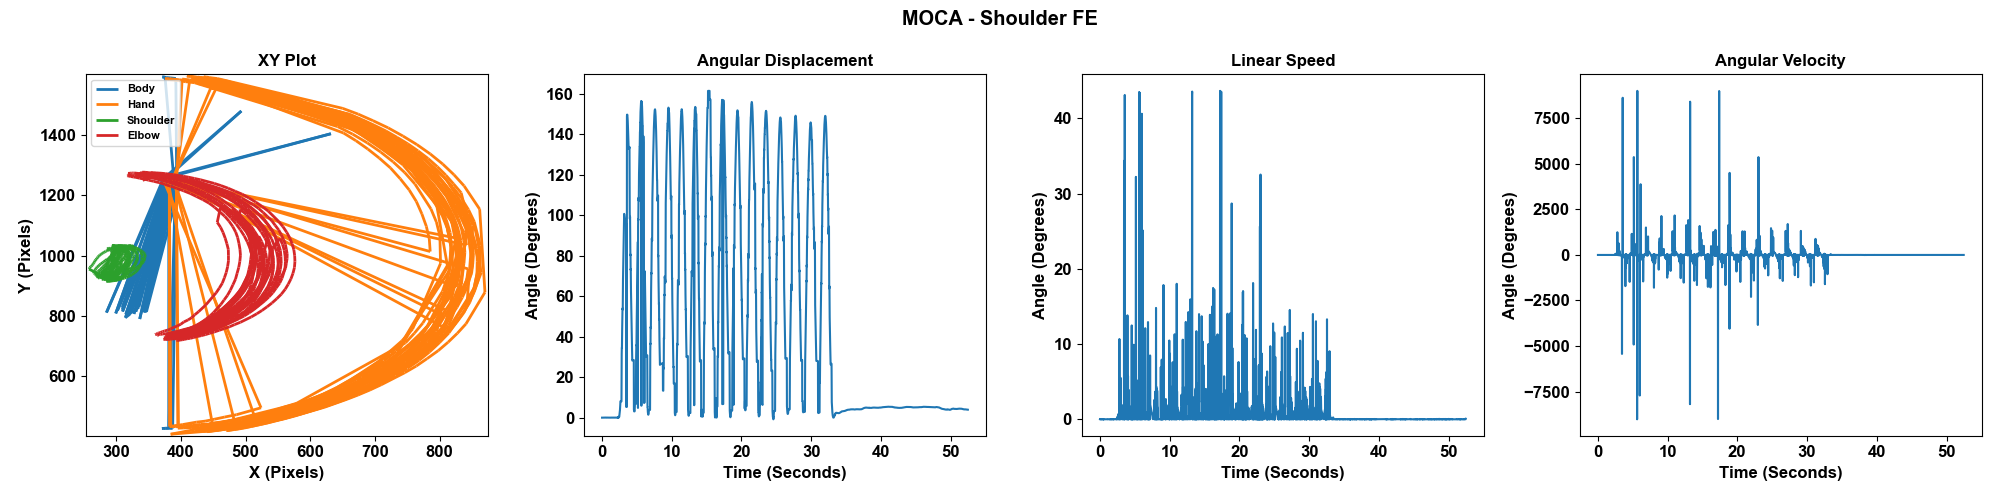 MOCA - Shoulder FE
XY Plot
Body
Hand
Shoulder
Elbow
1400
1200
1000
800
600
Y (Pixels)
300 400 500 600 700 800
X (Pixels)
Angular Displacement
160
140
120
100
80
60
40
20
0
Angle (Degrees)
0 10 20 30 40 50
Time (Seconds)
Linear Speed
40
30
20
10
0
Angle (Degrees)
0 10 20 30 40 50
Time (Seconds)
Angular Velocity
7500
5000
2500
0
−2500
−5000
−7500
Angle (Degrees)
0 10 20 30 40 50
Time (Seconds)